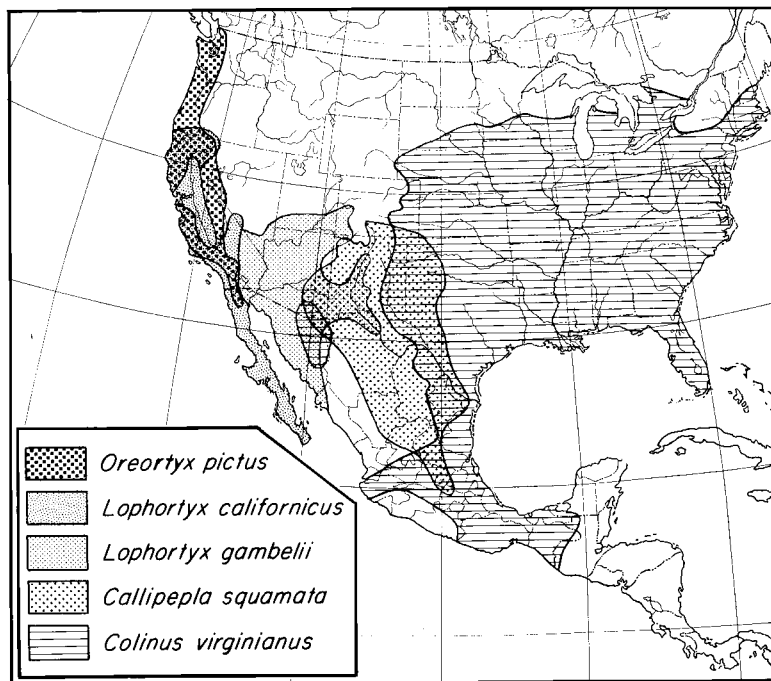 Oreortyx pictus
Lophortyx californicus
Lophortyx gambelii
Callipepla squamata
Colinus virginianus